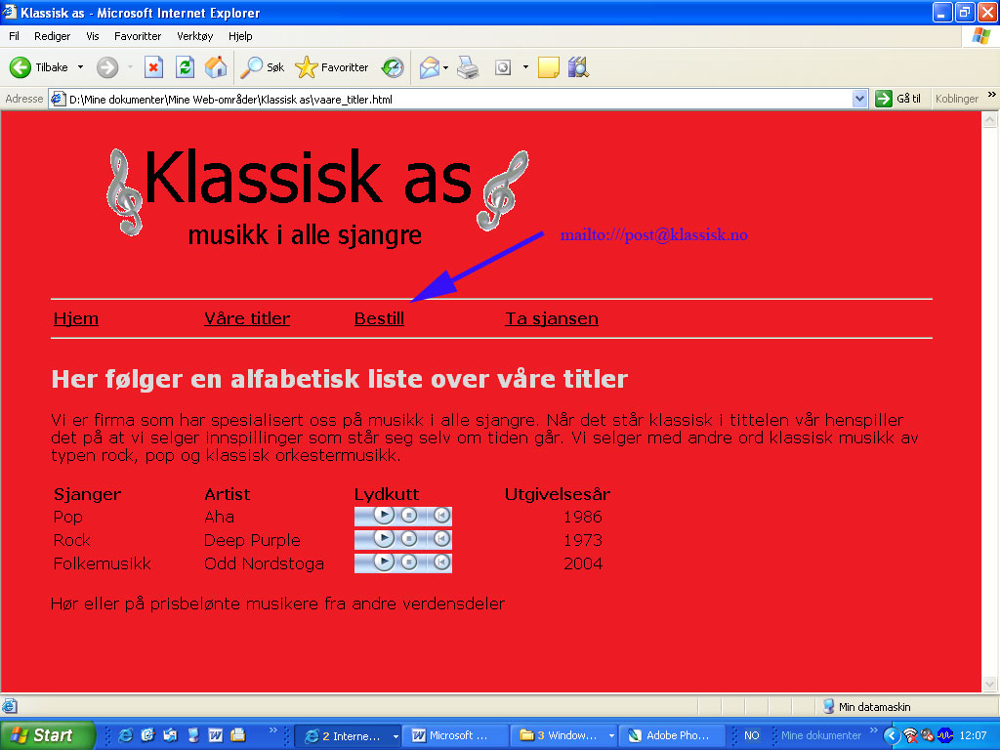 Klassisk as - Microsoft Internet Explorer
Fil Rediger Vis Favoritter Verktøy Hjelp
Tilbake Søk Favoritter
Adresse D:\Mine dokumenter\Mine Web-områder\Klassisk as\vaare_titler.html Gå til Koblinger »
Klassisk as
musikk i alle sjangre
mailto:///post@klassisk.no
Hjem Våre titler Bestill Ta sjansen
Her følger en alfabetisk liste over våre titler
Vi er firma som har spesialisert oss på musikk i alle sjangre. Når det står klassisk i tittelen vår henspiller
det på at vi selger innspillinger som står seg selv om tiden går. Vi selger med andre ord klassisk musikk av
typen rock, pop og klassisk orkestermusikk.
Sjanger Artist Lydkutt Utgivelsesår
Pop Aha 1986
Rock Deep Purple 1973
Folkemusikk Odd Nordstoga 2004
Hør eller på prisbelønte musikere fra andre verdensdeler
Min datamaskin
Start » 2 Interne... Microsoft ... 3 Window... Adobe Pho... NO Mine dokumenter » 12:07